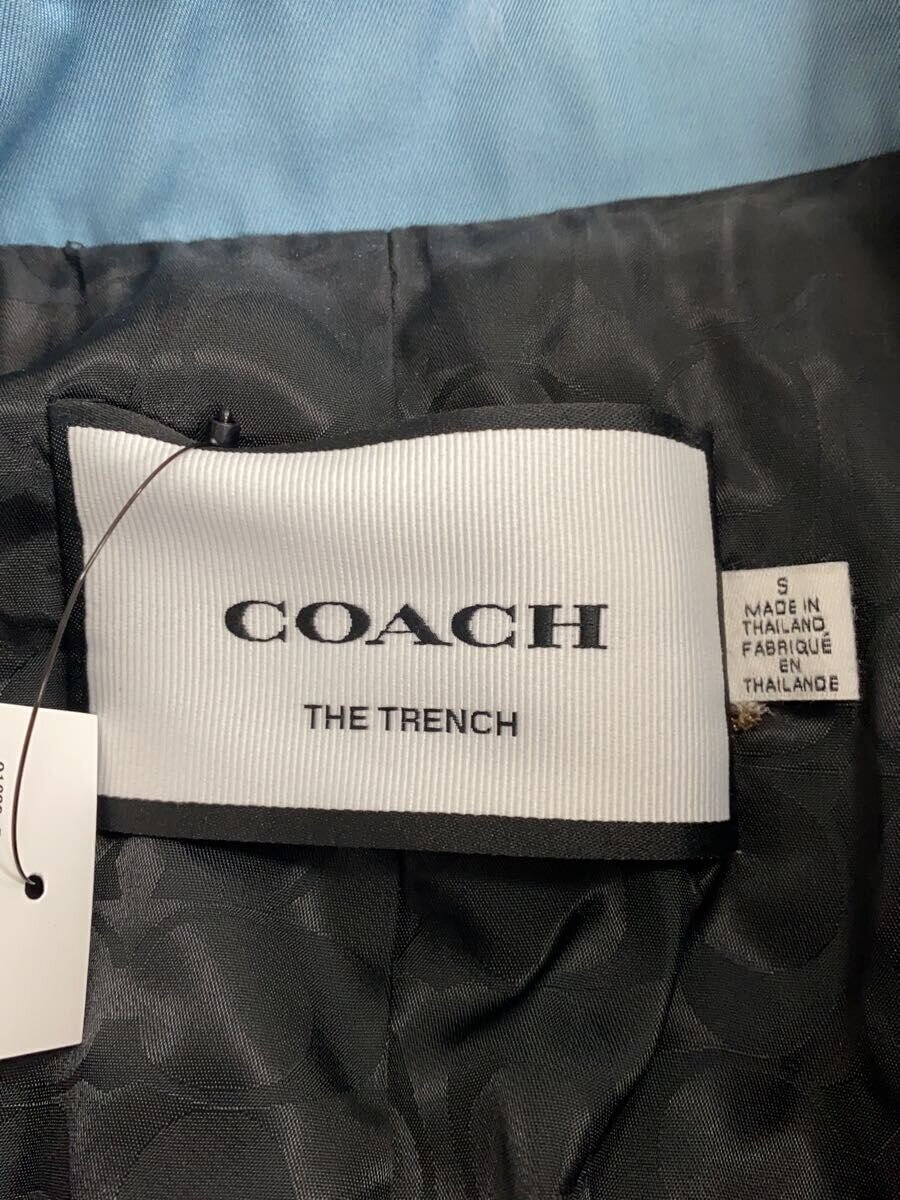 COACH
THE TRENCH
S
MADE IN
THAILAND
FABRIQUÉ
EN
THAILANDE